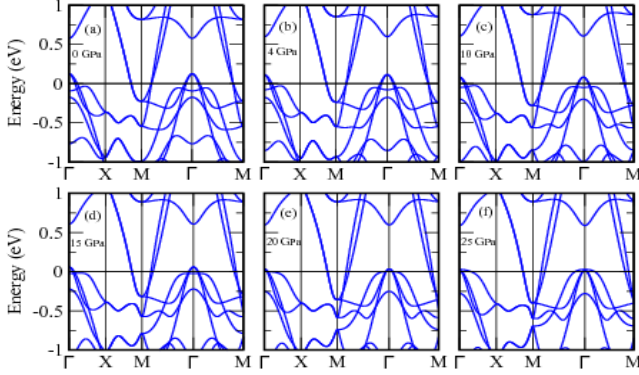 Energy (eV)
1
0.5
0
-0.5
-1
(a)
0 GPa
(b)
4 GPa
(c)
10 GPa
Γ X M Γ M
Γ X M Γ M
Γ X M Γ M
Energy (eV)
1
0.5
0
-0.5
-1
(d)
15 GPa
(e)
20 GPa
(f)
25 GPa
Γ X M Γ M
Γ X M Γ M
Γ X M Γ M